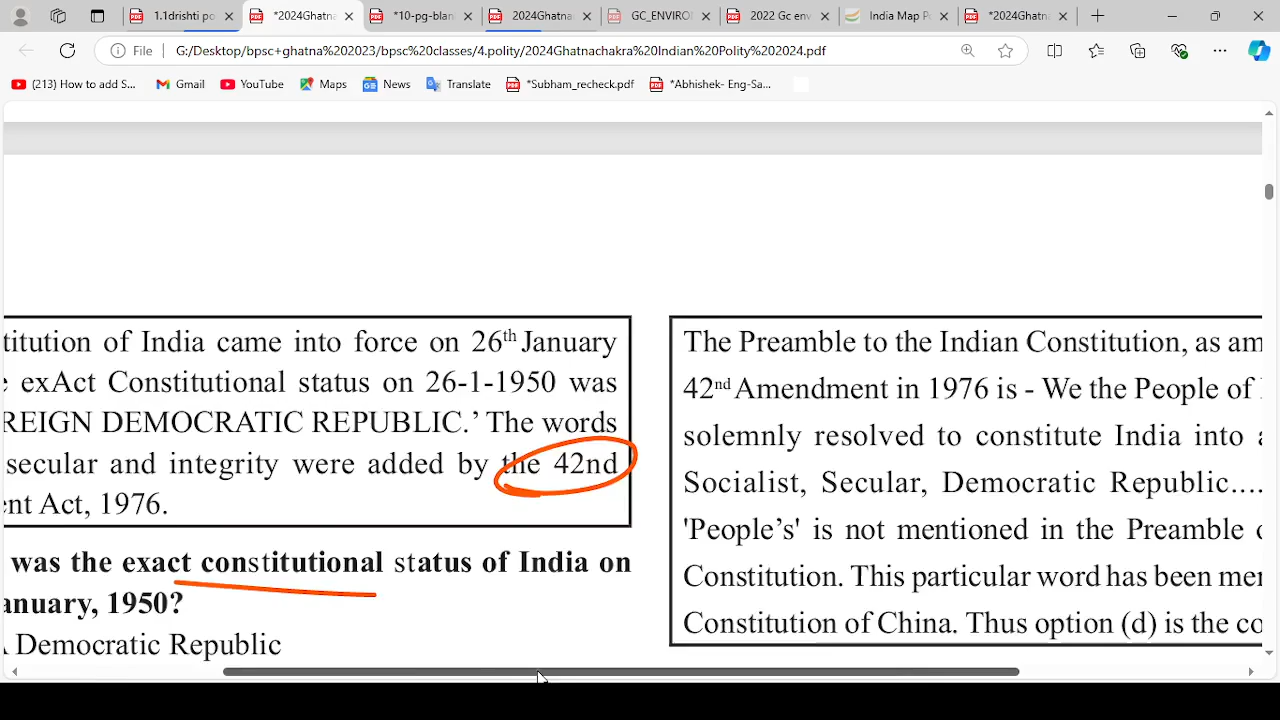 1.1drishti po
*2024Ghatna
*10-pg-blan
2024Ghatna
GC_ENVIRO
2022 Gc env
India Map P
*2024Ghatn
File
G:/Desktop/bpsc+ghatna%202023/bpsc%20classes/4.polity/2024Ghatnachakra%20Indian%20Polity%202024.pdf
(213) How to add S...
Gmail
YouTube
Maps
News
Translate
*Subham_recheck.pdf
*Abhishek- Eng-Sa...
titution of India came into force on 26th January
e exAct Constitutional status on 26-1-1950 was
REIGN DEMOCRATIC REPUBLIC.’ The words
secular and integrity were added by the 42nd
ent Act, 1976.
was the exact constitutional status of India on
anuary, 1950?
Democratic Republic
The Preamble to the Indian Constitution, as am
42nd Amendment in 1976 is - We the People of
solemnly resolved to constitute India into a
Socialist, Secular, Democratic Republic....
'People’s' is not mentioned in the Preamble o
Constitution. This particular word has been mer
Constitution of China. Thus option (d) is the co